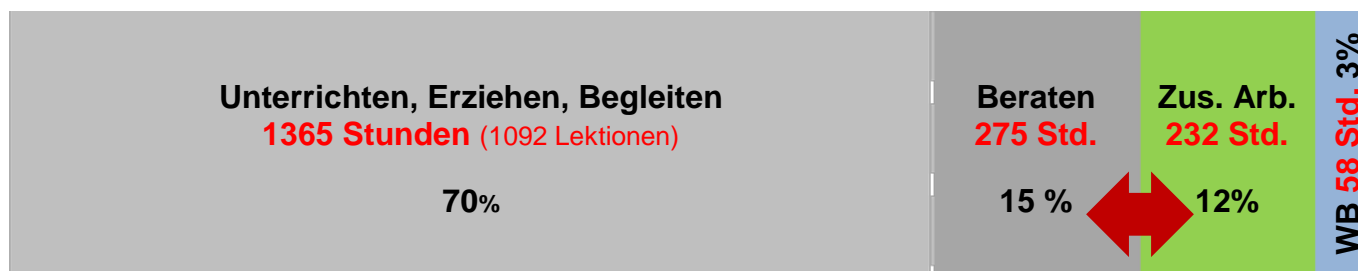 Unterrichten, Erziehen, Begleiten
1365 Stunden (1092 Lektionen)
70%
Beraten
275 Std.
15 %
Zus. Arb.
232 Std.
12%
WB 58 Std. 3%